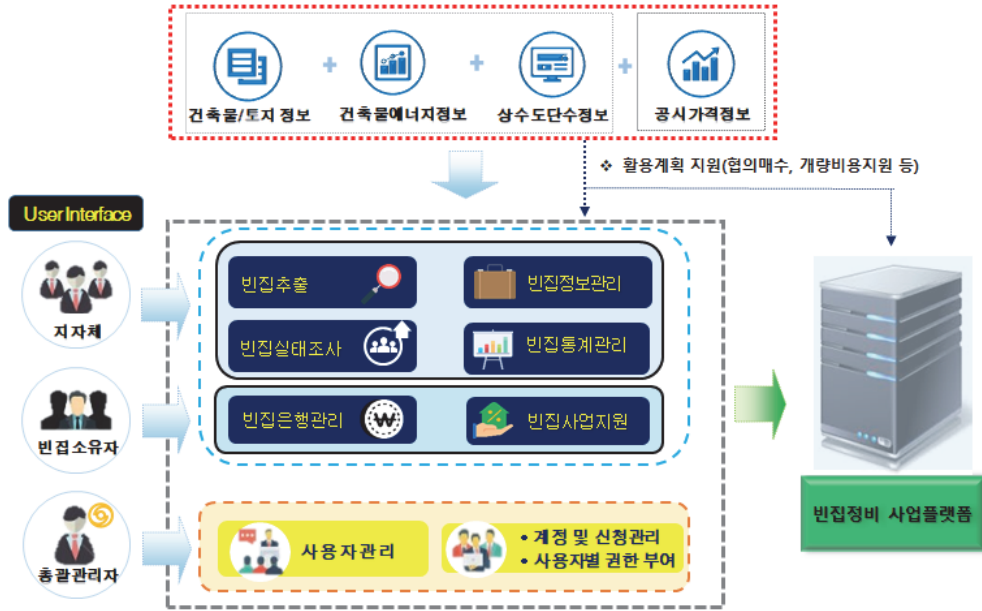 건축물/토지 정보
건축물에너지정보
상수도단수정보
공시가격정보
❖ 활용계획 지원(협의매수, 개량비용지원 등)
User Interface
지자체
빈집소유자
총괄관리자
빈집추출
빈집정보관리
빈집실태조사
빈집통계관리
빈집은행관리
빈집사업지원
사용자관리
• 계정 및 신청관리
• 사용자별 권한 부여
빈집정비 사업플랫폼